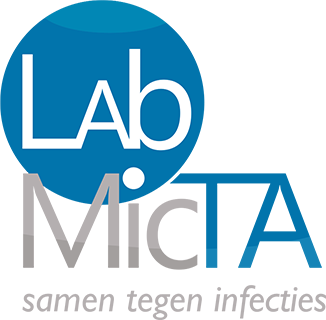 LAb
MicTA
samen tegen infecties